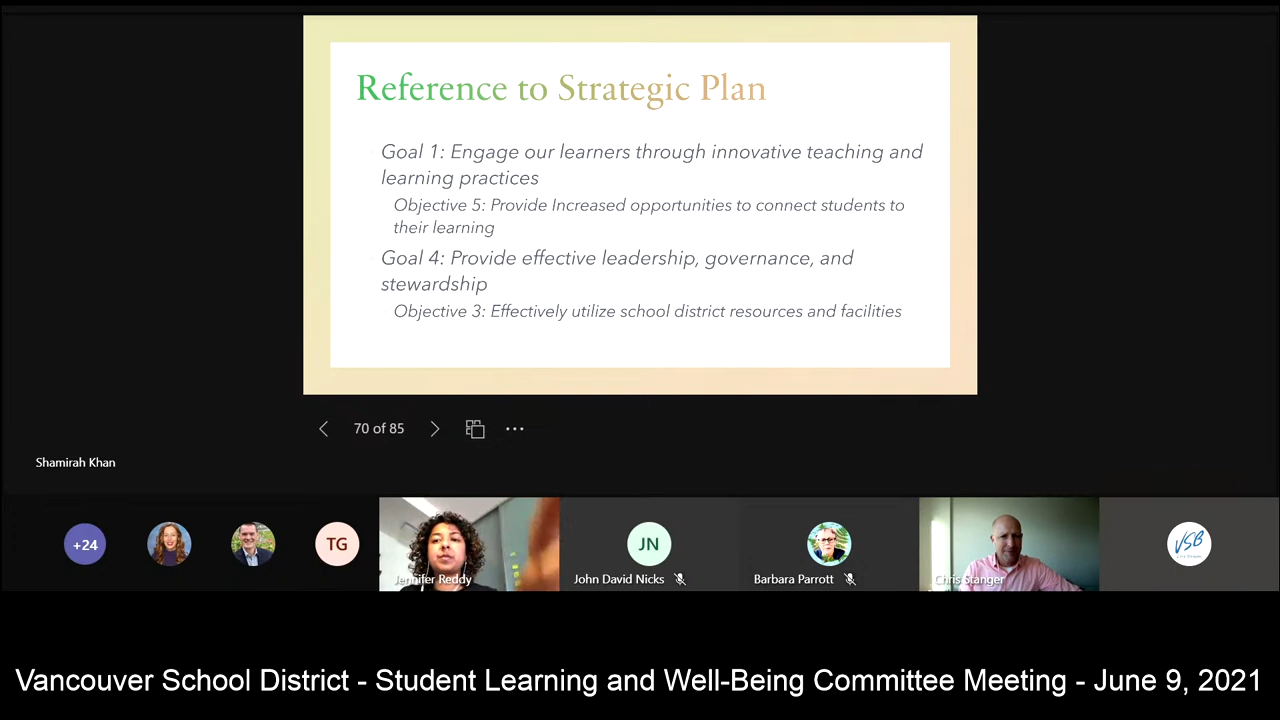 Reference to Strategic Plan
Goal 1: Engage our learners through innovative teaching and
learning practices
Objective 5: Provide Increased opportunities to connect students to
their learning
Goal 4: Provide effective leadership, governance, and
stewardship
Objective 3: Effectively utilize school district resources and facilities
70 of 85
Shamirah Khan
+24
TG
Jennifer Reddy
JN
John David Nicks
Barbara Parrott
Chris Stanger
VSB
Vancouver School District - Student Learning and Well-Being Committee Meeting - June 9, 2021